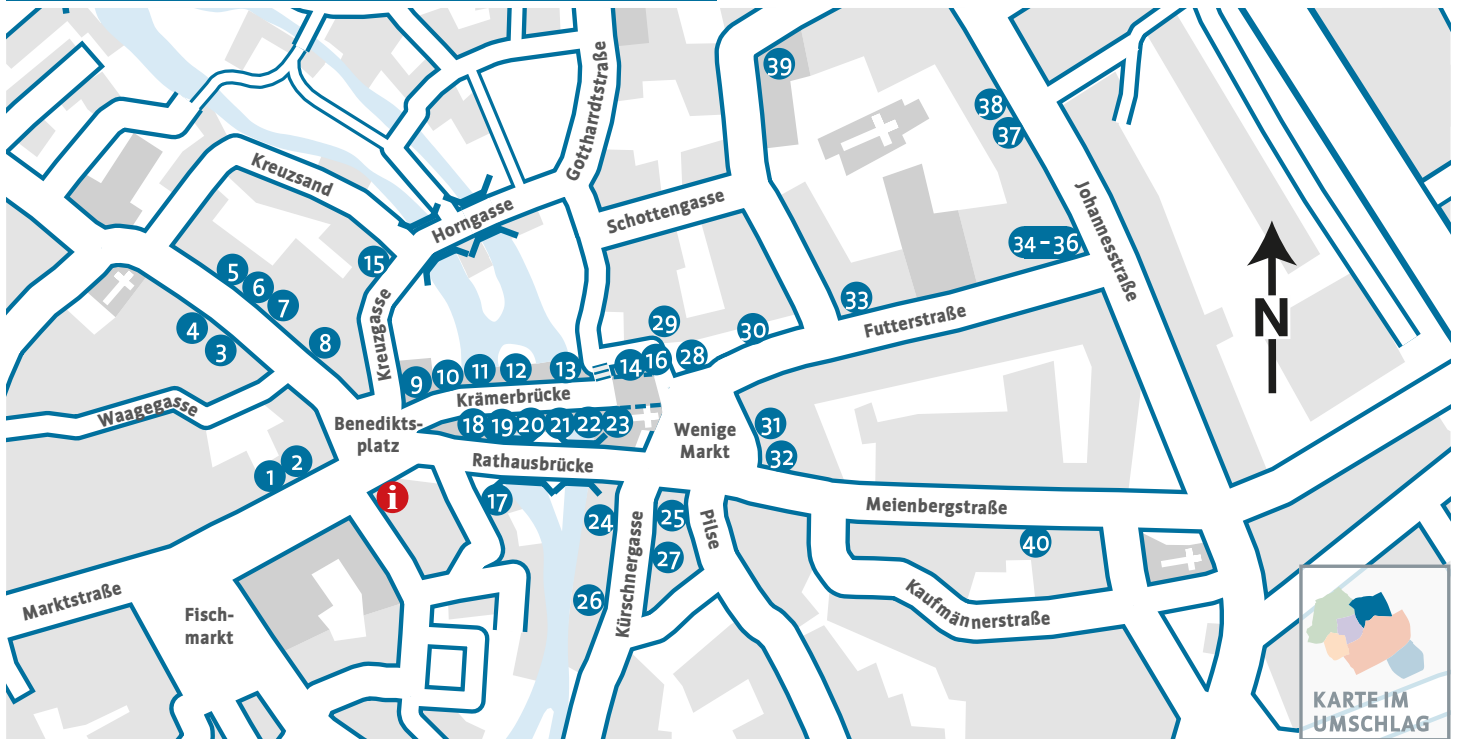 39
38
37
Gottharrdtstraße
Kreuzsand
Horngasse
Schottengasse
Johannesstraße
34 - 36
N
15
5
6
7
4
3
8
Kreuzgasse
33
Futterstraße
29
30
9
10
11
12
13
14
16
28
Krämerbrücke
Waagegasse
Benedikts-
platz
18
19
20
21
22
23
Wenige
Markt
31
32
Rathausbrücke
1
2
i
17
24
25
Pilse
Meienbergstraße
27
40
26
Kürschnergasse
Kaufmännerstraße
Marktstraße
Fisch-
markt
KARTE IM
UMSCHLAG